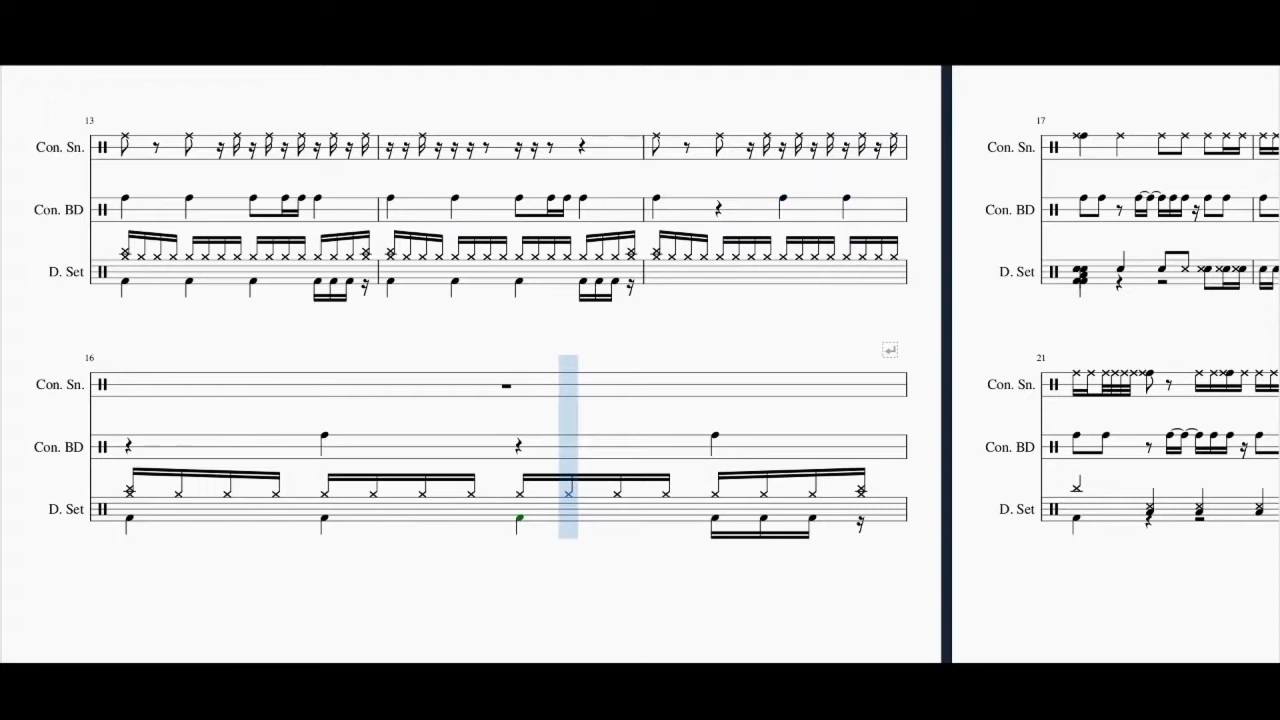 13
Con. Sn.
Con. BD
D. Set
16
Con. Sn.
Con. BD
D. Set
17
Con. Sn.
Con. BD
D. Set
21
Con. Sn.
Con. BD
D. Set